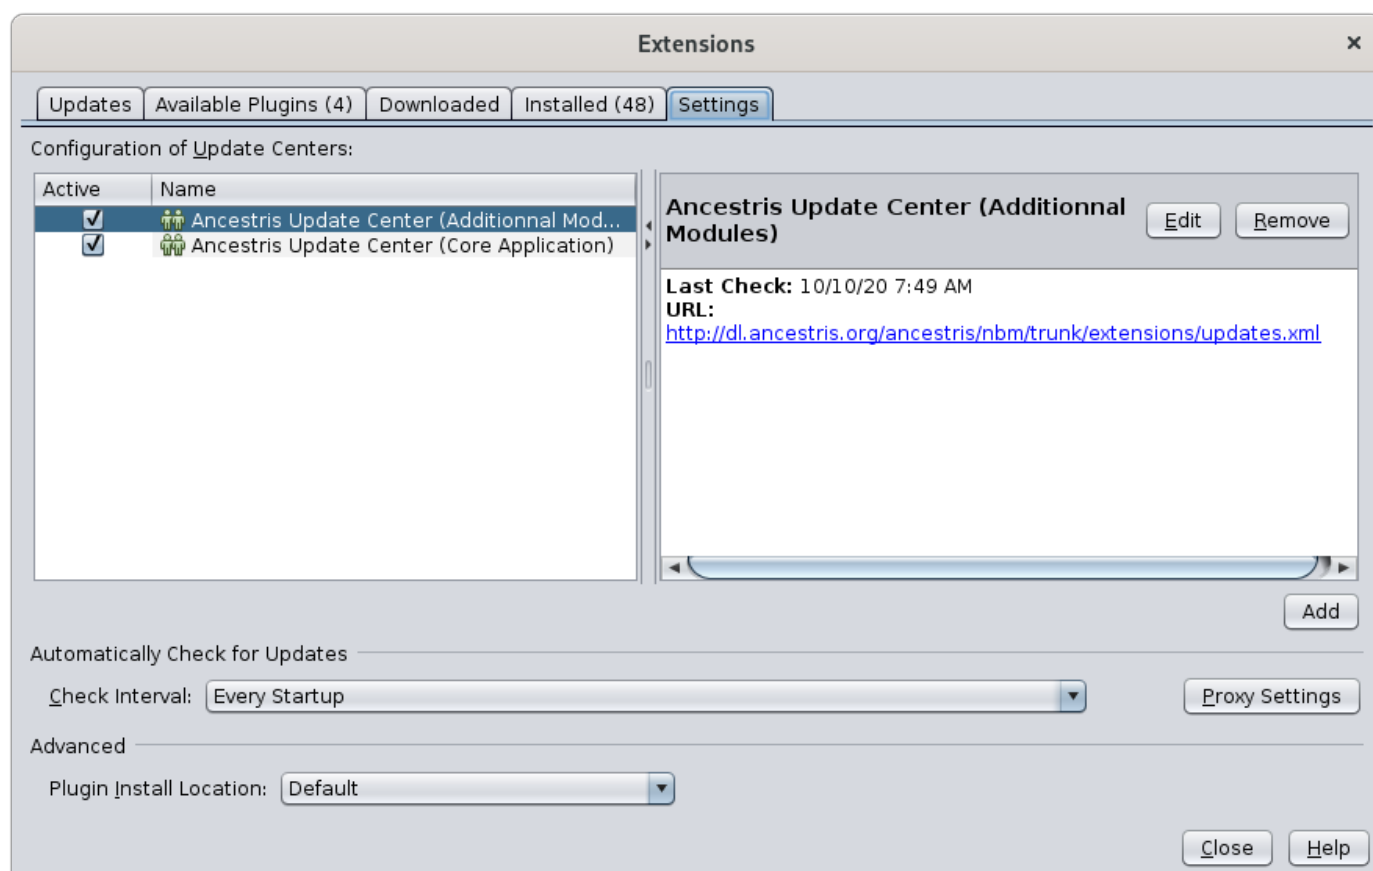 Extensions
Updates Available Plugins (4) Downloaded Installed (48) Settings
Configuration of Update Centers:
Active Name
Ancestris Update Center (Additionnal Mod...
Ancestris Update Center (Core Application)
Ancestris Update Center (Additionnal
Modules)
Edit Remove
Last Check: 10/10/20 7:49 AM
URL:
http://dl.ancestris.org/ancestris/nbm/trunk/extensions/updates.xml
Add
Automatically Check for Updates
Check Interval: Every Startup
Proxy Settings
Advanced
Plugin Install Location: Default
Close Help